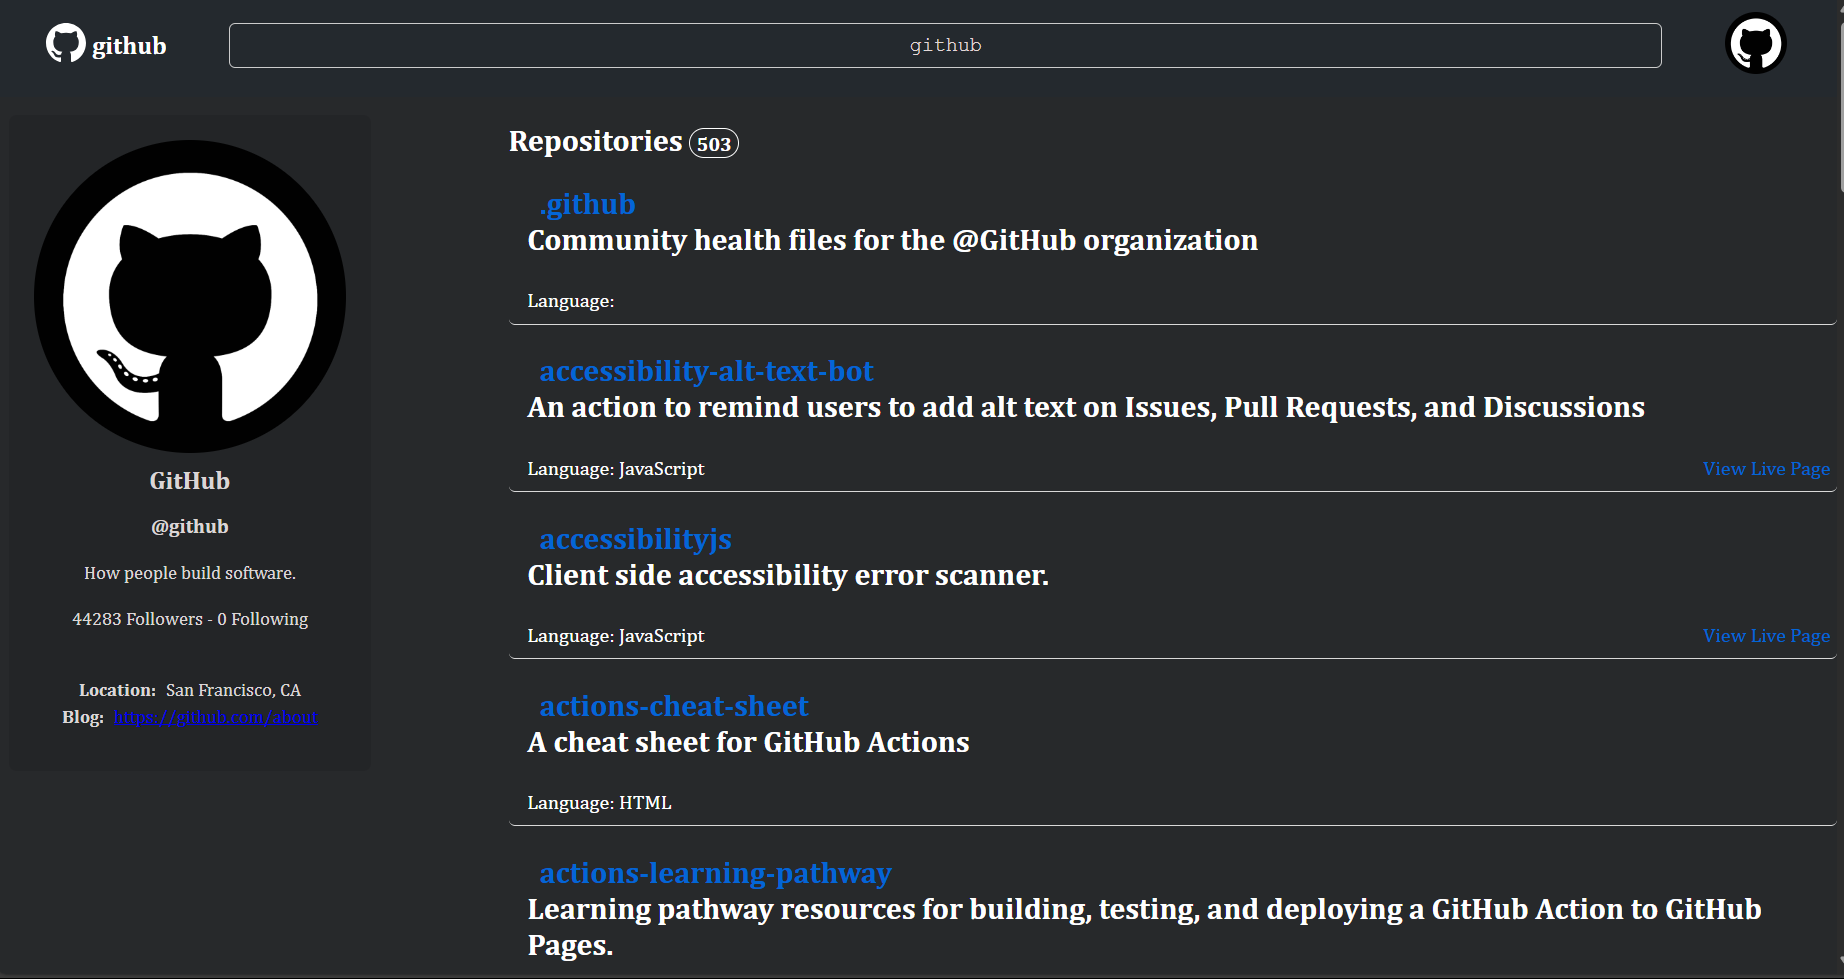 github
github
GitHub
@github
How people build software.
44283 Followers - 0 Following
Location: San Francisco, CA
Blog: https://github.com/about
Repositories 503
.github
Community health files for the @GitHub organization
Language:
accessibility-alt-text-bot
An action to remind users to add alt text on Issues, Pull Requests, and Discussions
Language: JavaScript
View Live Page
accessibilityjs
Client side accessibility error scanner.
Language: JavaScript
View Live Page
actions-cheat-sheet
A cheat sheet for GitHub Actions
Language: HTML
actions-learning-pathway
Learning pathway resources for building, testing, and deploying a GitHub Action to GitHub
Pages.